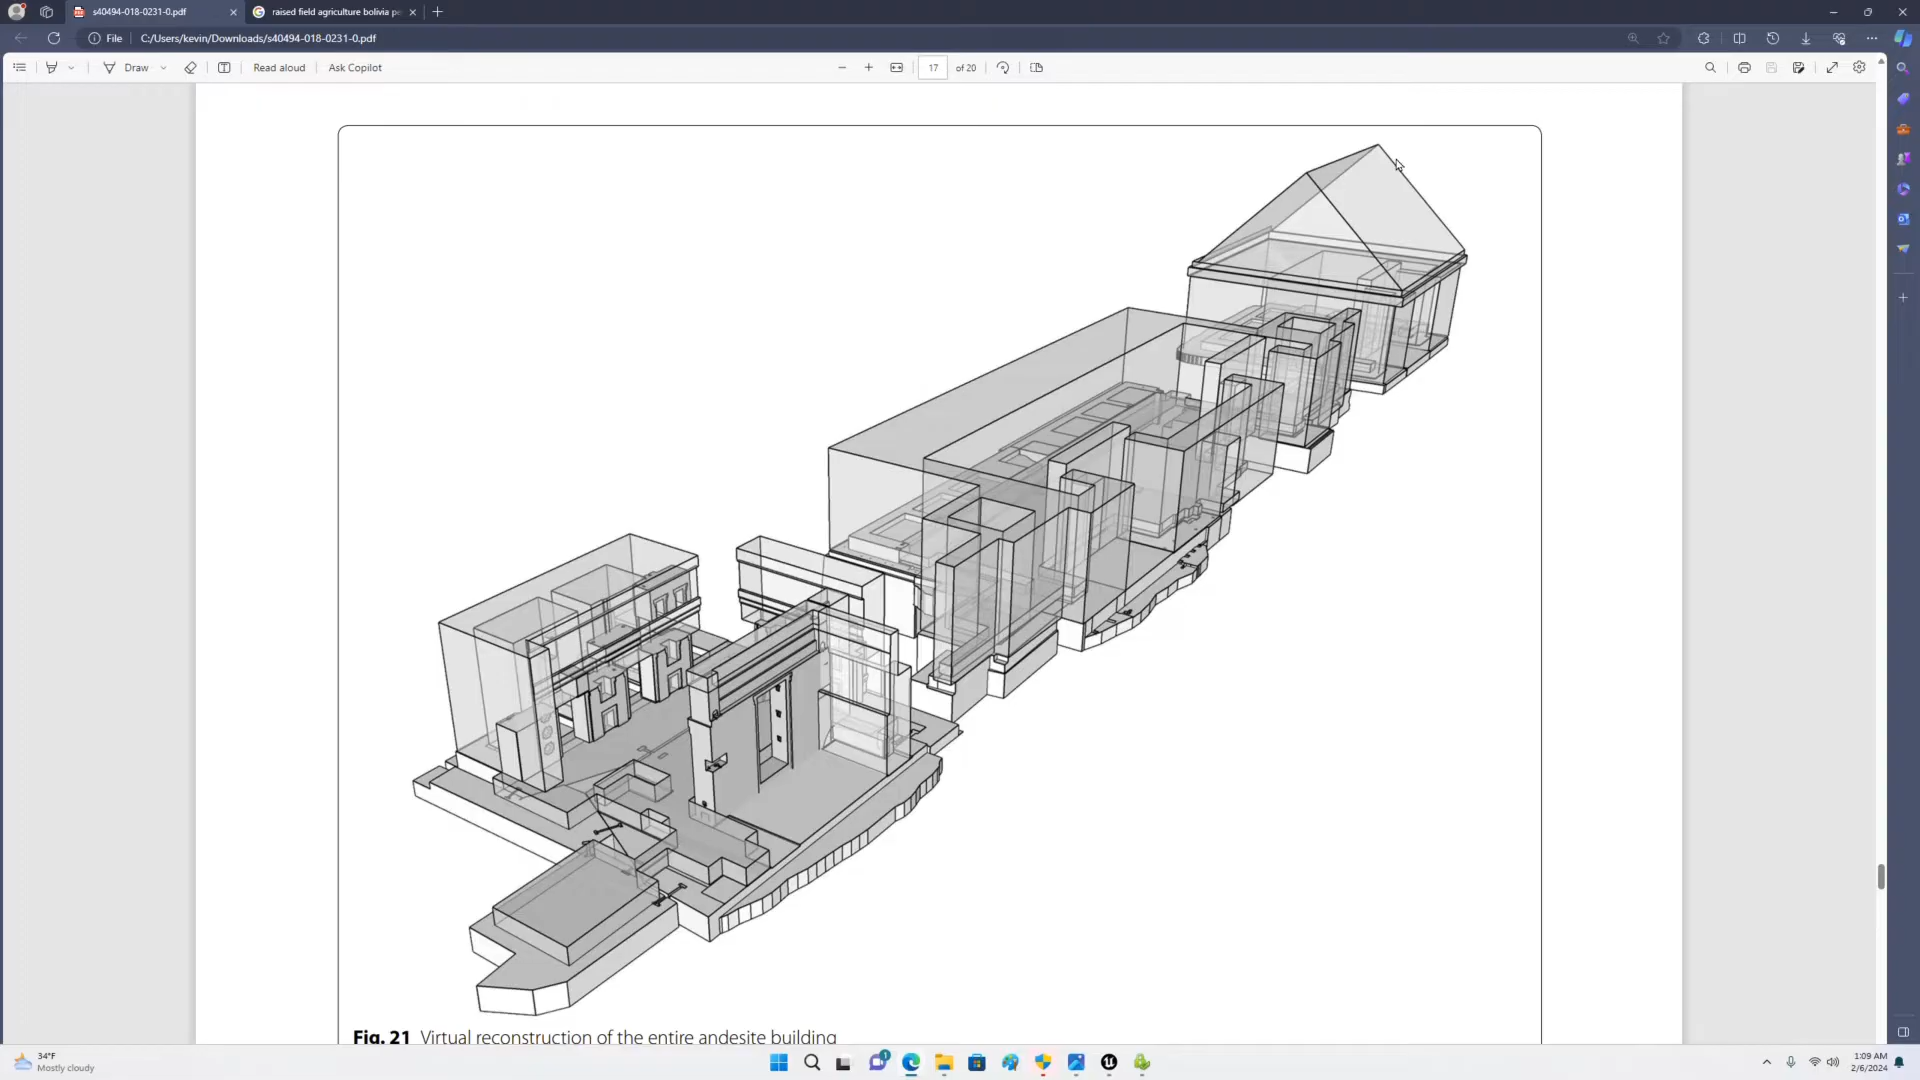 s40494-018-0231-0.pdf
raised field agriculture bolivia pe
File
C:/Users/kevin/Downloads/s40494-018-0231-0.pdf
Draw
Read aloud
Ask Copilot
17
of 20
Fig. 21 Virtual reconstruction of the entire andesite building
34°F
Mostly cloudy
1
1:09 AM
2/6/2024